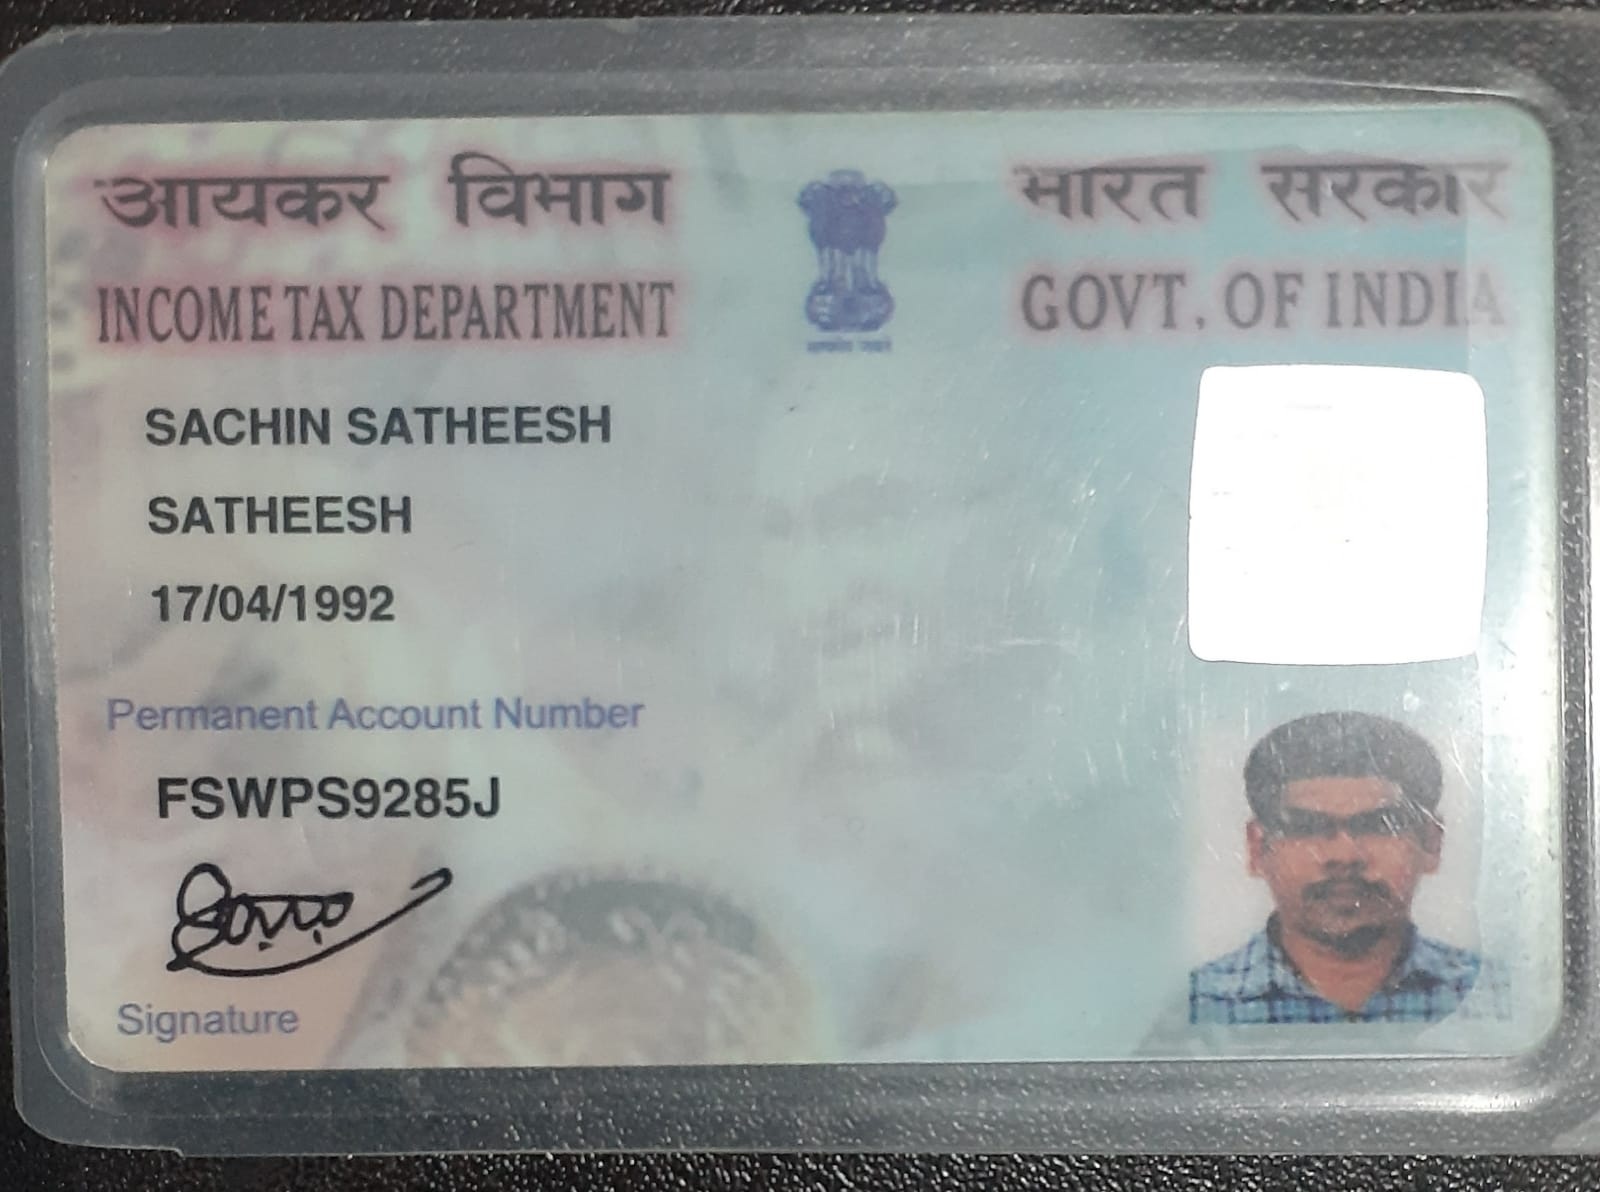 आयकर विभाग
INCOME TAX DEPARTMENT
भारत सरकार
GOVT. OF INDIA
SACHIN SATHEESH
SATHEESH
17/04/1992
Permanent Account Number
FSWPS9285J
Signature